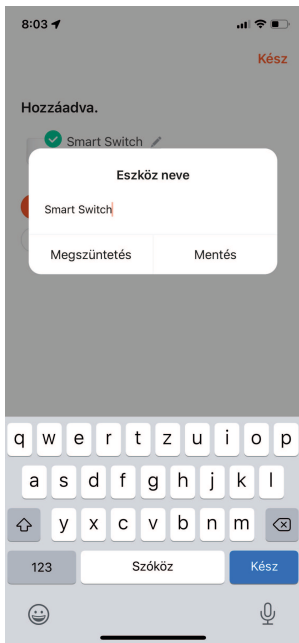 8:03
Kész
Hozzáadva.
Smart Switch
Eszköz neve
Smart Switch
Megszüntetés Mentés
q w e r t z u i o p
a s d f g h j k l
y x c v b n m
123 Szóköz Kész